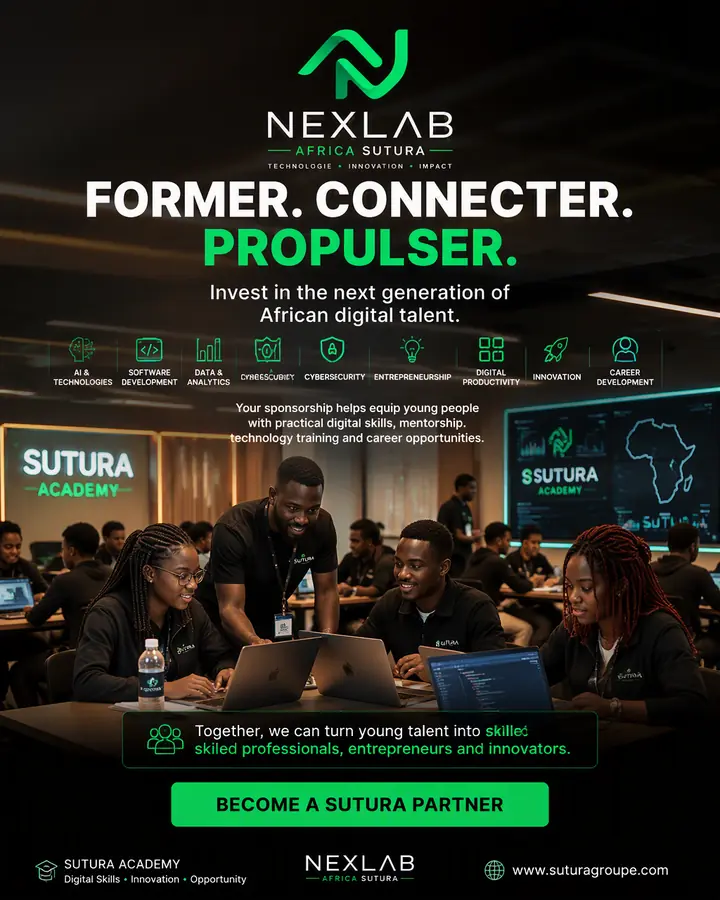 NEXLAB
AFRICA SUTURA
TECHNOLOGIE • INNOVATION • IMPACT
FORMER. CONNECTER.
PROPULSER.
Invest in the next generation of
African digital talent.
AI &
TECHNOLOGIES
SOFTWARE
DEVELOPMENT
DATA &
ANALYTICS
CYBERSECURITY
ENTREPRENEURSHIP
DIGITAL
PRODUCTIVITY
INNOVATION
CAREER
DEVELOPMENT
Your sponsorship helps equip young people
with practical digital skills, mentorship.
technology training and career opportunities.
SUTURA
ACADEMY
SSUTURA
ACADEMY
SUTURA
Together, we can turn young talent into
skiled professionals, entrepreneurs and innovators.
BECOME A SUTURA PARTNER
SUTURA ACADEMY
Digital Skills • Innovation • Opportunity
NEXLAB
AFRICA SUTURA
www.suturagroupe.com